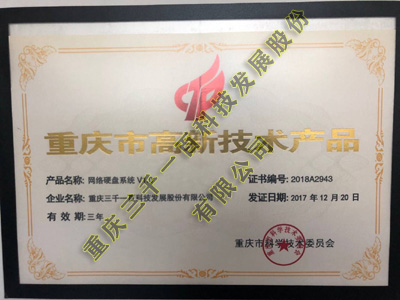 重庆市高新技术产品
产品名称：网络硬盘系统
证书编号：2018A2943
企业名称：重庆三千一百科技发展股份有限公司
发证日期：2017 年 12 月 20 日
有 效 期：三年
重庆市科学技术委员会
重庆三千一百科技发展股份
有限公司